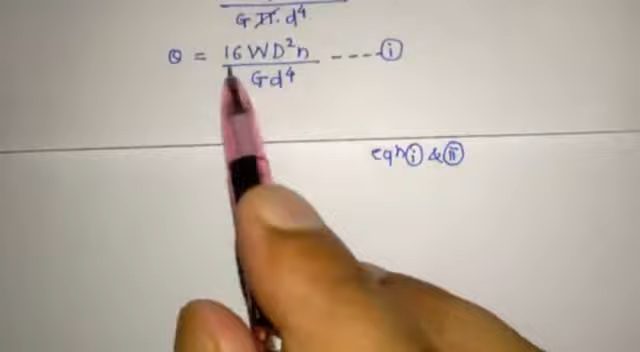 G π. d⁴
θ = 16WD²n / Gd⁴ ----- (i)
eqn (i) & (ii)